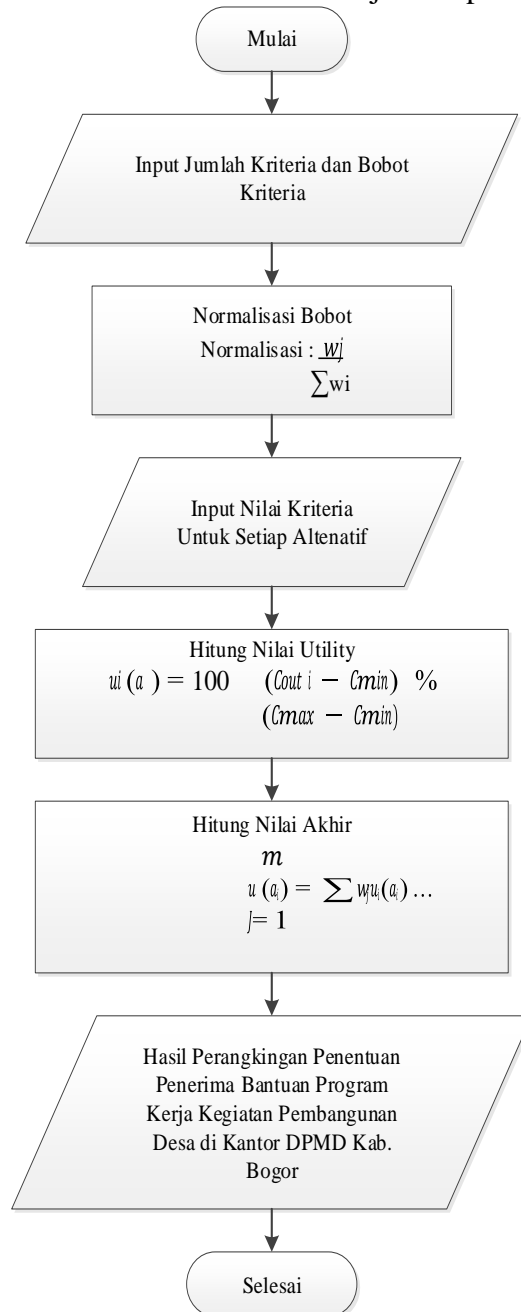 Mulai
Input Jumlah Kriteria dan Bobot
Kriteria
Normalisasi Bobot
Normalisasi : wj
∑wi
Input Nilai Kriteria
Untuk Setiap Altenatif
Hitung Nilai Utility
ui (a ) = 100 (Cout i − Cmin) %
(Cmax − Cmin)
Hitung Nilai Akhir
m
u (ai) = ∑ wjui(ai) ...
j= 1
Hasil Perangkingan Penentuan
Penerima Bantuan Program
Kerja Kegiatan Pembangunan
Desa di Kantor DPMD Kab.
Bogor
Selesai